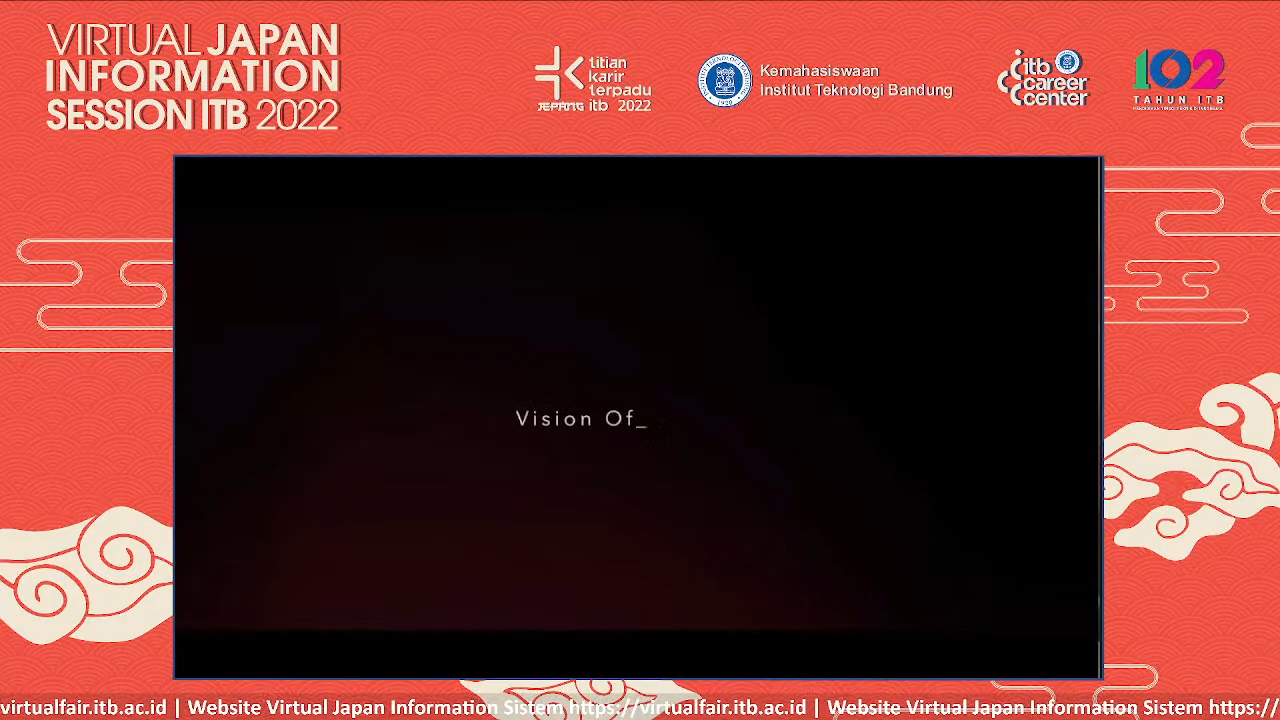 VIRTUAL JAPAN
INFORMATION
SESSION ITB 2022
titian
karir
terpadu
JEPANG itb 2022
Kemahasiswaan
Institut Teknologi Bandung
itb
career
center
102
TAHUN ITB
Vision Of_
virtualfair.itb.ac.id | Website Virtual Japan Information Sistem https://virtualfair.itb.ac.id | Website Virtual Japan Information Sistem https://